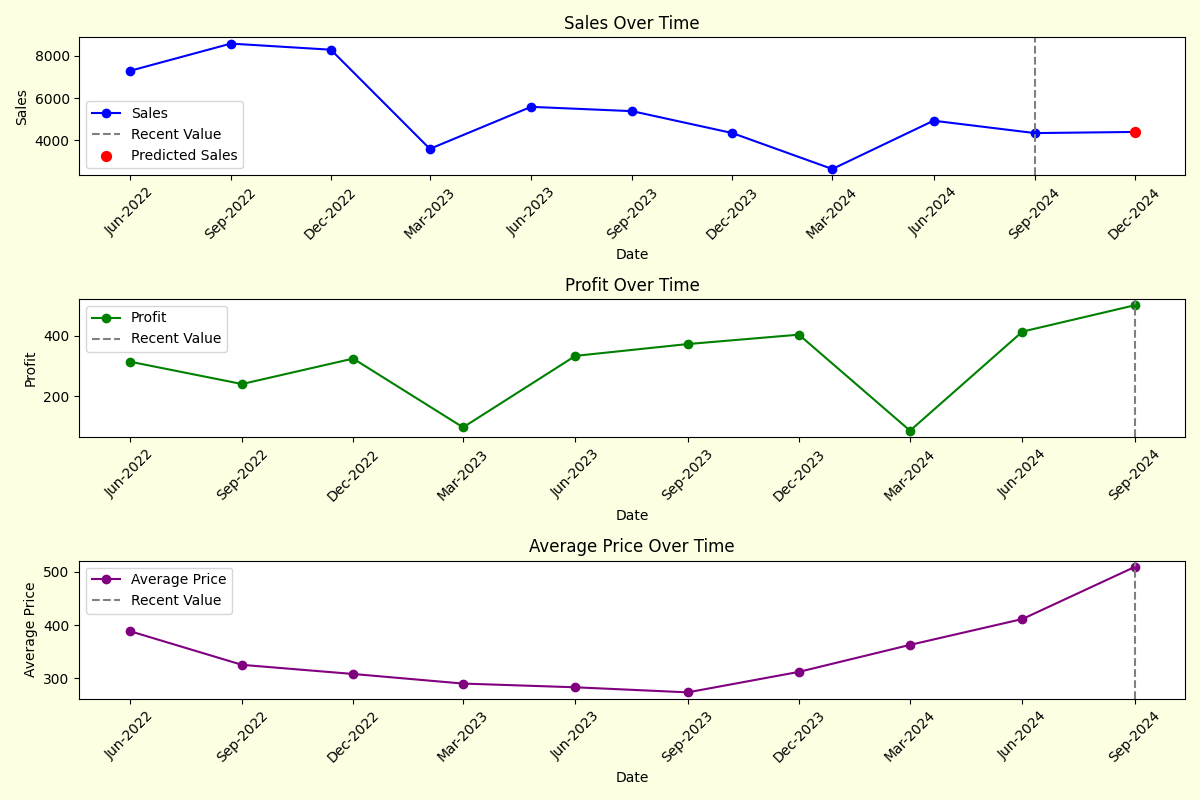 Sales Over Time
Sales
8000
6000
4000
Sales
Recent Value
Predicted Sales
Jun-2022
Sep-2022
Dec-2022
Mar-2023
Jun-2023
Sep-2023
Dec-2023
Mar-2024
Jun-2024
Sep-2024
Dec-2024
Date
Profit Over Time
Profit
400
200
Profit
Recent Value
Jun-2022
Sep-2022
Dec-2022
Mar-2023
Jun-2023
Sep-2023
Dec-2023
Mar-2024
Jun-2024
Sep-2024
Date
Average Price Over Time
Average Price
500
400
300
Average Price
Recent Value
Jun-2022
Sep-2022
Dec-2022
Mar-2023
Jun-2023
Sep-2023
Dec-2023
Mar-2024
Jun-2024
Sep-2024
Date